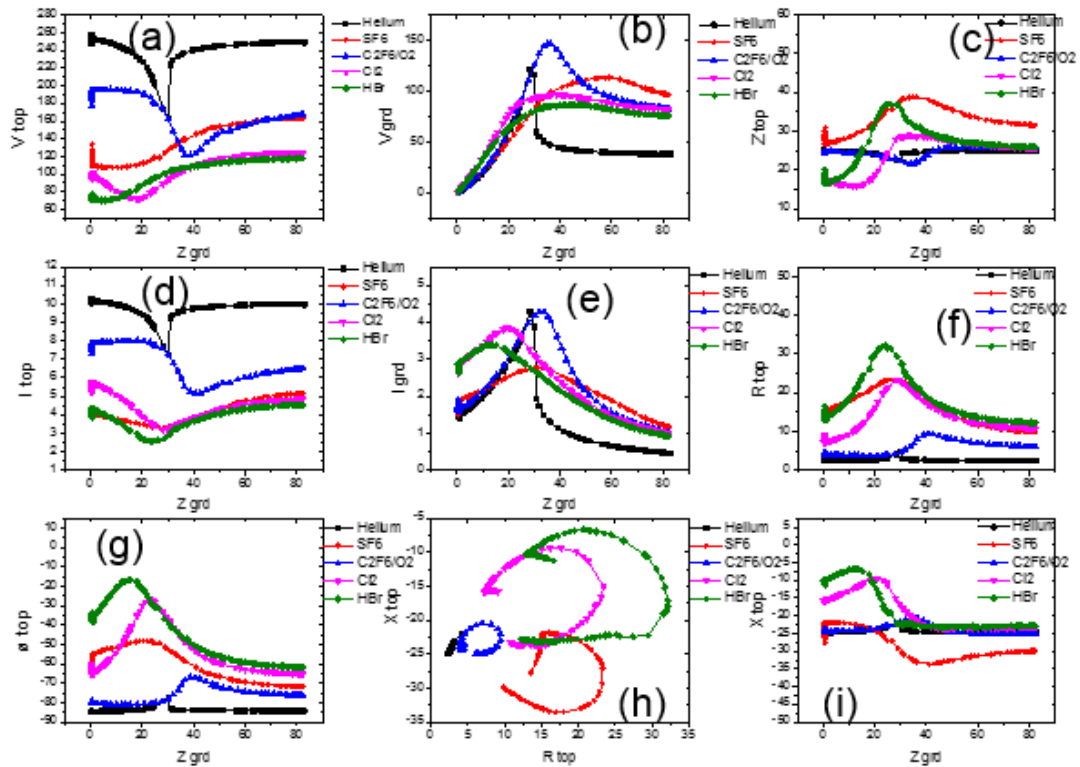 (a)
V top
280
260
240
220
200
180
160
140
120
100
80
60
0 20 40 60 80
Z grd
Helium
SF6
C2F6/O2
Cl2
HBr
(b)
V grd
150
100
50
0
0 20 40 60 80
Z grd
Helium
SF6
C2F6/O2
Cl2
HBr
(c)
Z top
60
50
40
30
20
10
0 20 40 60 80
Z grd
Helium
SF6
C2F6/O2
Cl2
HBr
(d)
I top
12
11
10
9
8
7
6
5
4
3
2
1
0 20 40 60 80
Z grd
Helium
SF6
C2F6/O2
Cl2
HBr
(e)
I grd
5
4
3
2
1
0
0 20 40 60 80
Z grd
Helium
SF6
C2F6/O2
Cl2
HBr
(f)
R top
50
40
30
20
10
0
0 20 40 60 80
Z grd
Helium
SF6
C2F6/O2
Cl2
HBr
(g)
ø top
10
0
-10
-20
-30
-40
-50
-60
-70
-80
-90
0 20 40 60 80
Z grd
Helium
SF6
C2F6/O2
Cl2
HBr
(h)
X top
-5
-10
-15
-20
-25
-30
-35
0 5 10 15 20 25 30 35
R top
Helium
SF6
C2F6/O2
Cl2
HBr
(i)
X top
5
0
-5
-10
-15
-20
-25
-30
-35
-40
-45
-50
0 20 40 60 80
Z grd
Helium
SF6
C2F6/O2
Cl2
HBr